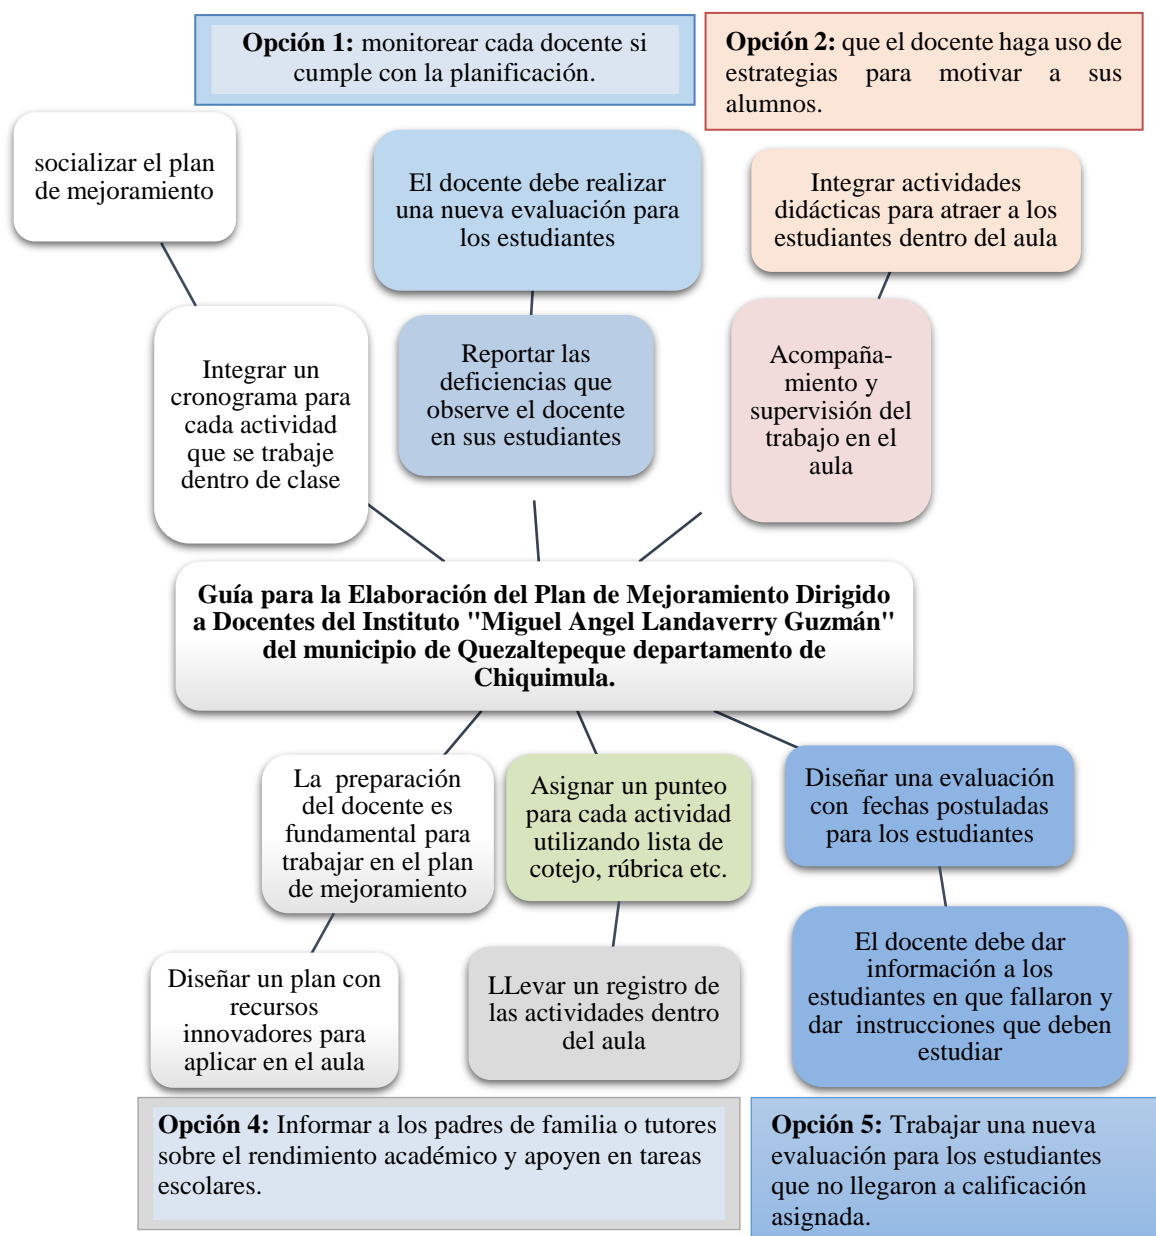 Opción 1: monitorear cada docente si
cumple con la planificación.
Opción 2: que el docente haga uso de
estrategias para motivar a sus
alumnos.
socializar el plan
de mejoramiento
El docente debe realizar
una nueva evaluación para
los estudiantes
Integrar actividades
didácticas para atraer a los
estudiantes dentro del aula
Integrar un
cronograma para
cada actividad
que se trabaje
dentro de clase
Reportar las
deficiencias que
observe el docente
en sus estudiantes
Acompaña-
miento y
supervisión del
trabajo en el
aula
Guía para la Elaboración del Plan de Mejoramiento Dirigido
a Docentes del Instituto "Miguel Angel Landaverry Guzmán"
del municipio de Quezaltepeque departamento de
Chiquimula.
La preparación
del docente es
fundamental para
trabajar en el plan
de mejoramiento
Asignar un punteo
para cada actividad
utilizando lista de
cotejo, rúbrica etc.
Diseñar una evaluación
con fechas postuladas
para los estudiantes
Diseñar un plan con
recursos
innovadores para
aplicar en el aula
LLevar un registro de
las actividades dentro
del aula
El docente debe dar
información a los
estudiantes en que fallaron y
dar instrucciones que deben
estudiar
Opción 4: Informar a los padres de familia o tutores
sobre el rendimiento académico y apoyen en tareas
escolares.
Opción 5: Trabajar una nueva
evaluación para los estudiantes
que no llegaron a calificación
asignada.